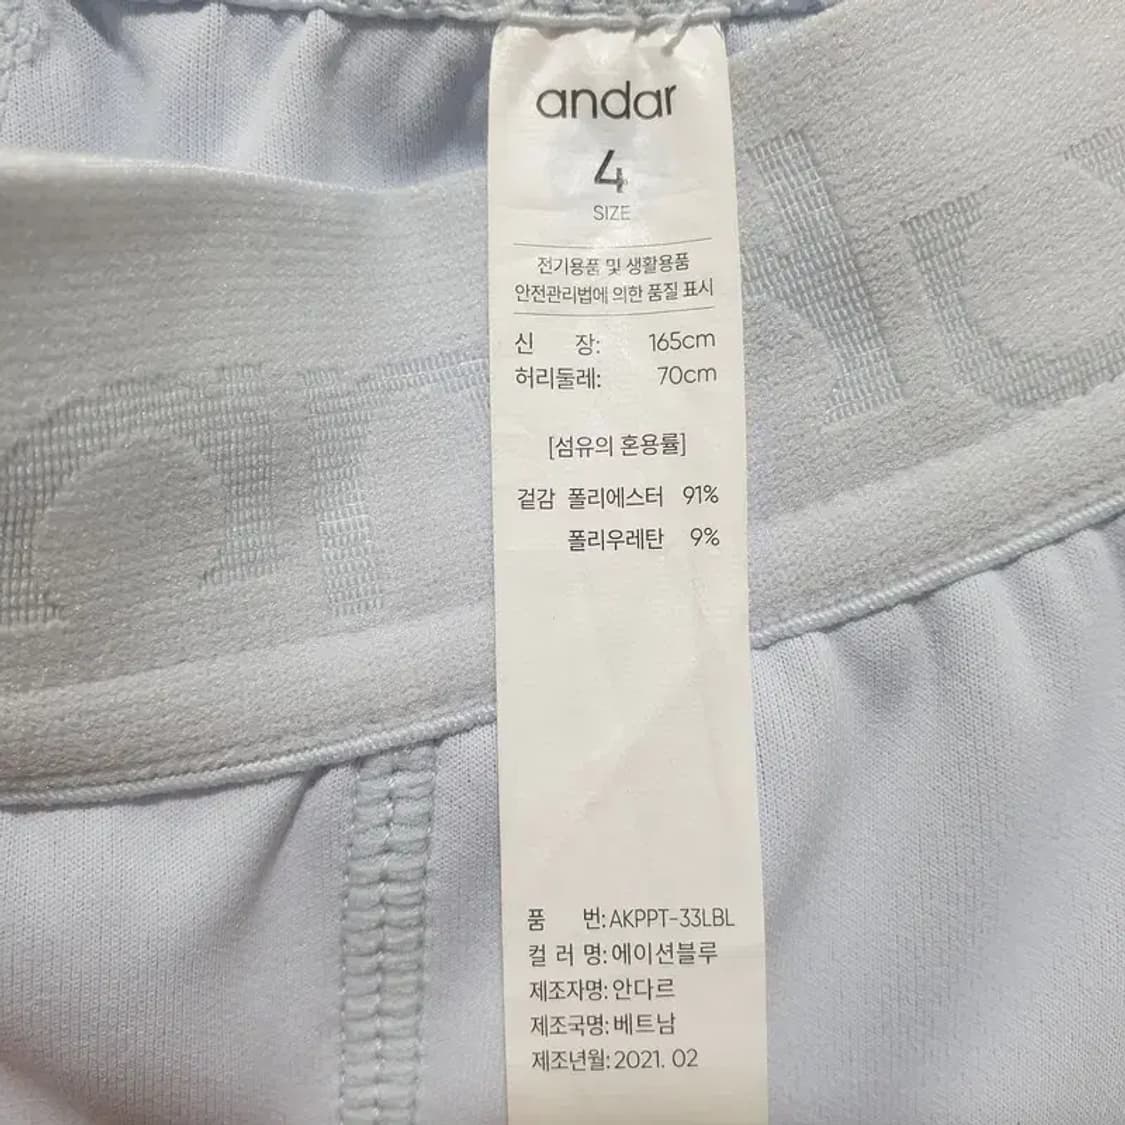 andar
4
SIZE
전기용품 및 생활용품
안전관리법에 의한 품질 표시
신 장: 165cm
허리둘레: 70cm
[섬유의 혼용률]
겉감 폴리에스터 91%
폴리우레탄 9%
품 번: AKPPT-33LBL
컬 러 명: 에이션블루
제조자명: 안다르
제조국명: 베트남
제조년월: 2021. 02